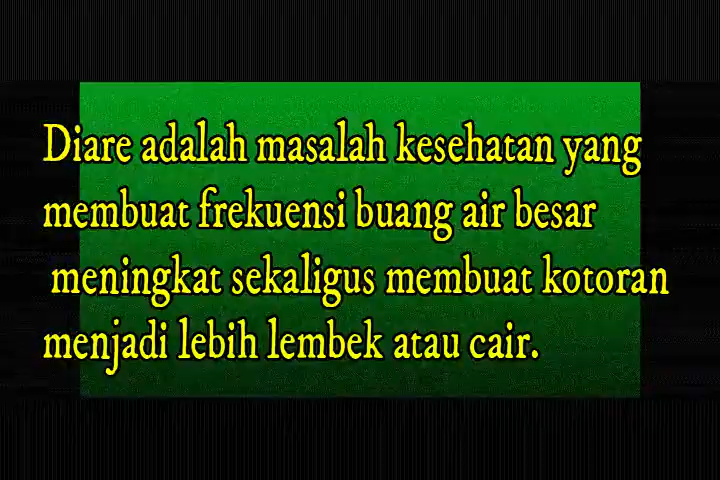 Diare adalah masalah kesehatan yang
membuat frekuensi buang air besar
meningkat sekaligus membuat kotoran
menjadi lebih lembek atau cair.